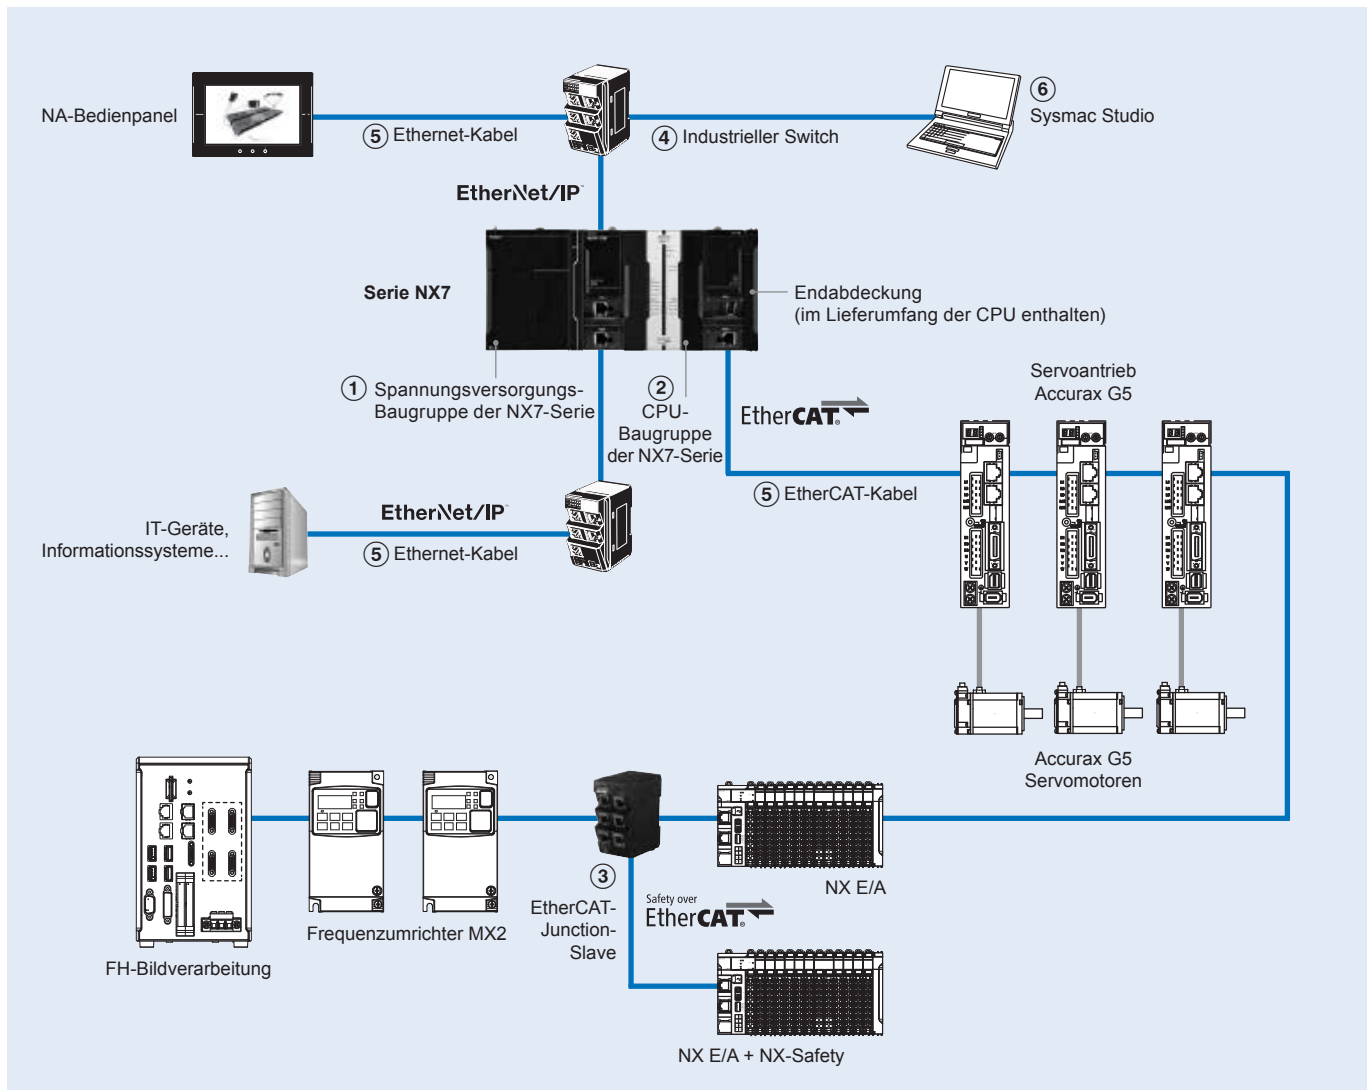 NA-Bedienpanel
⑤ Ethernet-Kabel
④ Industrieller Switch
⑥
Sysmac Studio
EtherNet/IP™
Serie NX7
Endabdeckung
(im Lieferumfang der CPU enthalten)
① Spannungsversorgungs-
Baugruppe der NX7-Serie
②
CPU-
Baugruppe
der NX7-Serie
EtherCAT®
Servoantrieb
Accurax G5
⑤ EtherCAT-Kabel
IT-Geräte,
Informationssysteme...
EtherNet/IP™
⑤ Ethernet-Kabel
Accurax G5
Servomotoren
FH-Bildverarbeitung
Frequenzumrichter MX2
③
EtherCAT-
Junction-
Slave
Safety over
EtherCAT®
NX E/A
NX E/A + NX-Safety